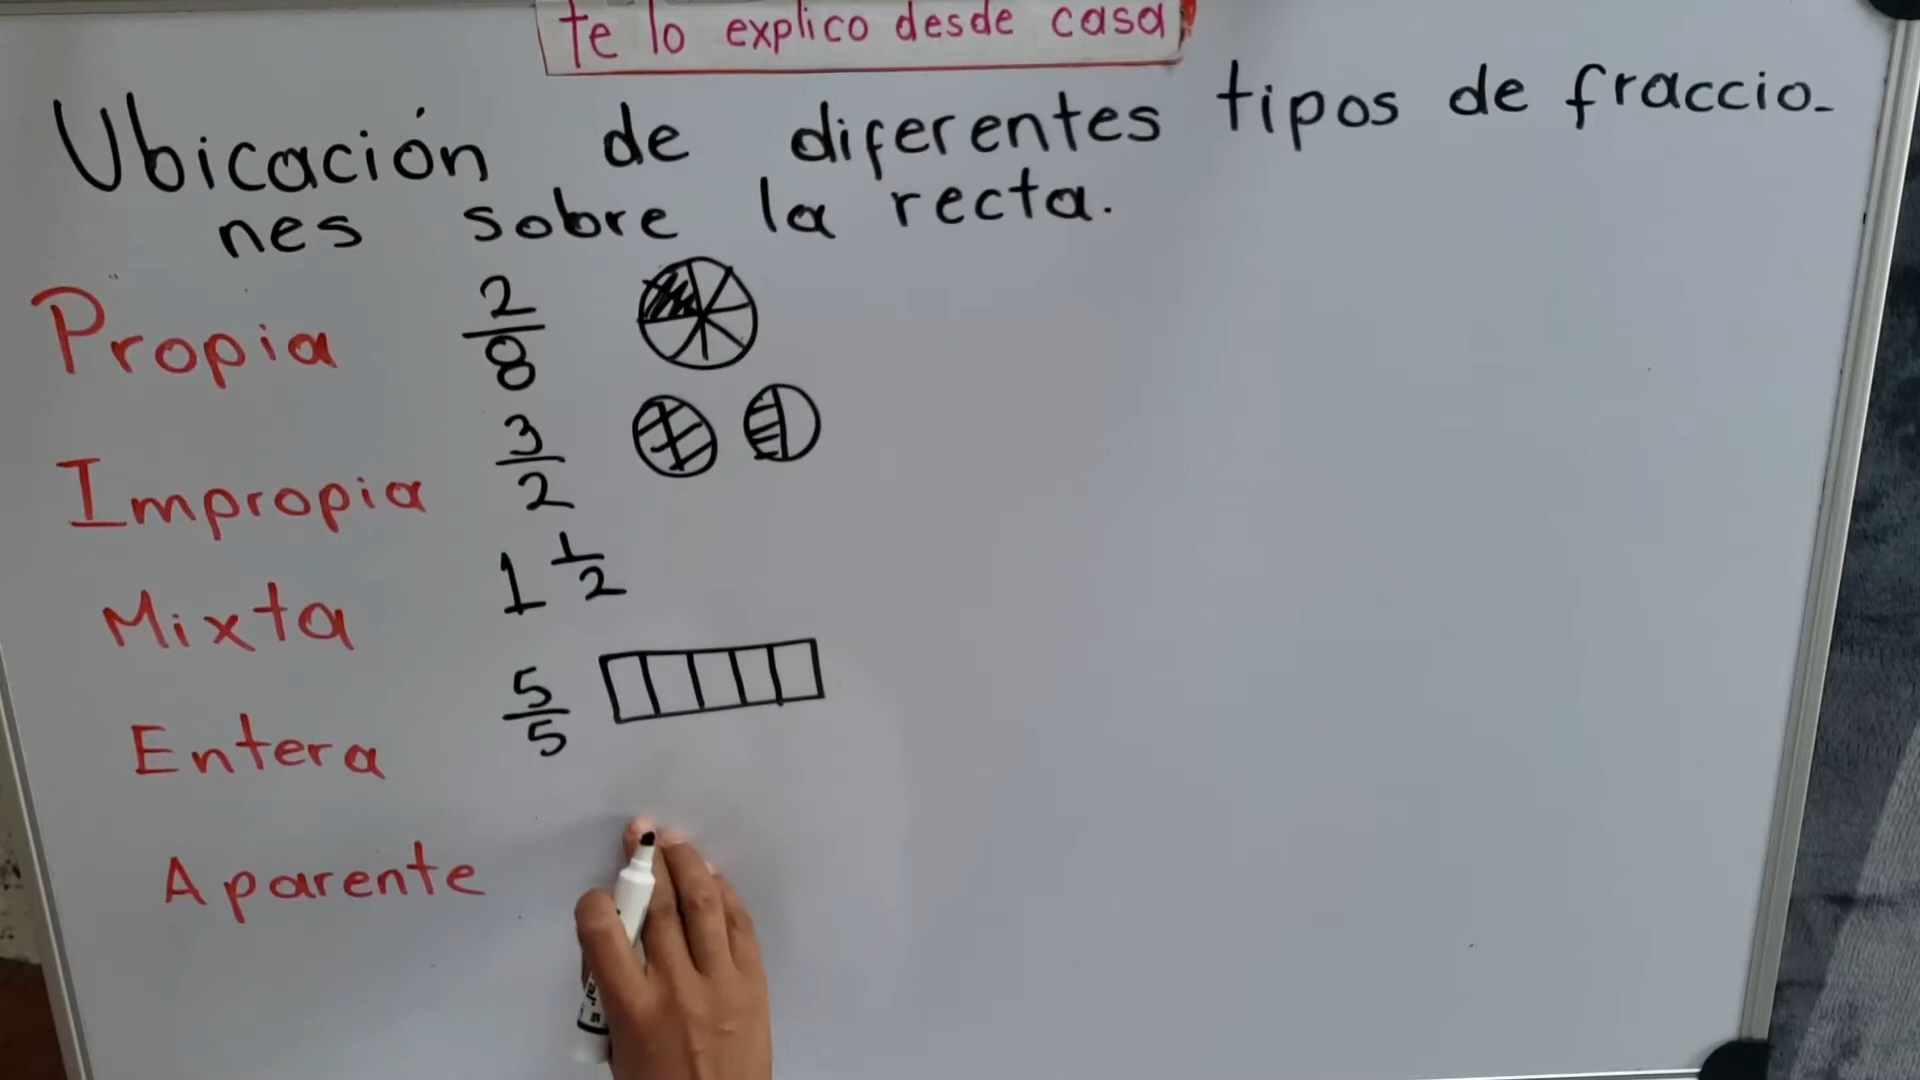 te lo explico desde casa
Ubicación de diferentes tipos de fraccio-
nes sobre la recta.
Propia 2/8
Impropia 3/2
Mixta 1 1/2
Entera 5/5
Aparente